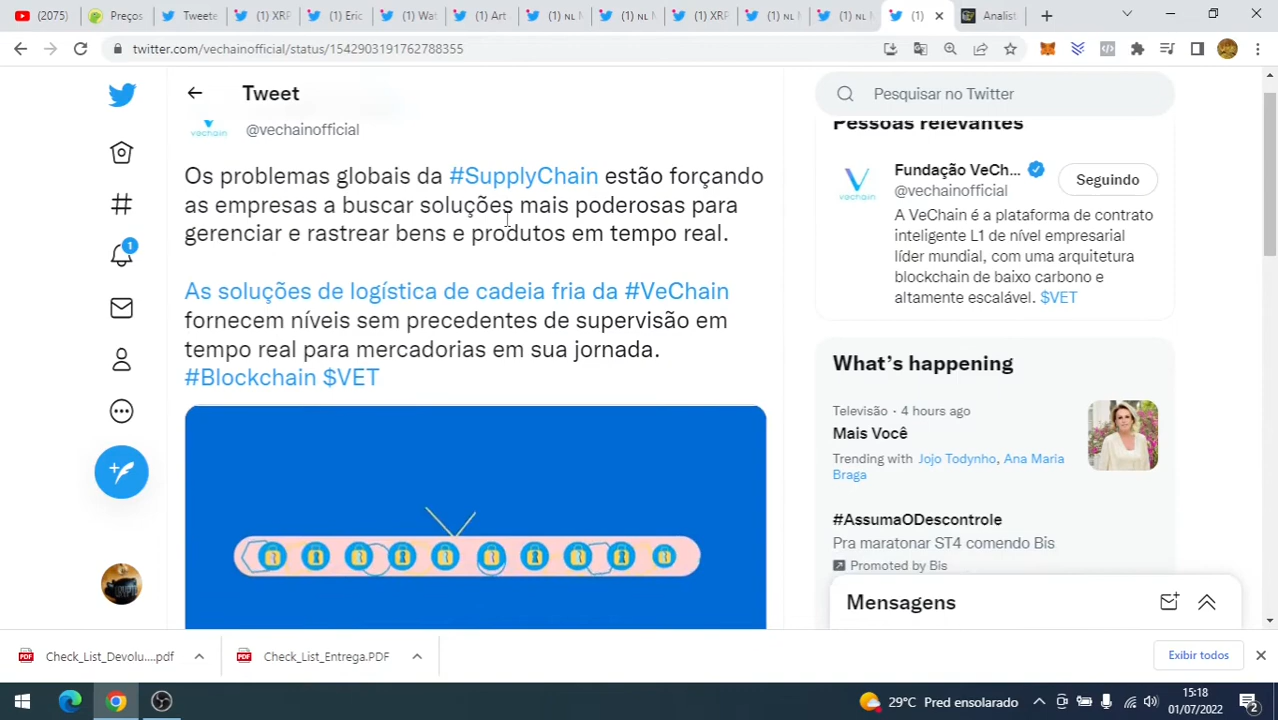 (2075)
Preços
Tweete
(1) XRP
(1) Eric
(1) Wat
(1) Art
(1) NL
(1) NL
(1) XRP
(1) NL
(1) NL
(1)
Analist
twitter.com/vechainofficial/status/1542903191762788355
Tweet
vechain
@vechainofficial
Os problemas globais da #SupplyChain estão forçando
as empresas a buscar soluções mais poderosas para
gerenciar e rastrear bens e produtos em tempo real.
As soluções de logística de cadeia fria da #VeChain
fornecem níveis sem precedentes de supervisão em
tempo real para mercadorias em sua jornada.
#Blockchain $VET
1
Pesquisar no Twitter
Pessoas relevantes
vechain
Fundação VeCh...
@vechainofficial
Seguindo
A VeChain é a plataforma de contrato
inteligente L1 de nível empresarial
líder mundial, com uma arquitetura
blockchain de baixo carbono e
altamente escalável. $VET
What's happening
Televisão · 4 hours ago
Mais Você
Trending with Jojo Todynho, Ana Maria
Braga
#AssumaODescontrole
Pra maratonar ST4 comendo Bis
Promoted by Bis
Mensagens
Check_List_Devolu....pdf
Check_List_Entrega.PDF
Exibir todos
29°C Pred ensolarado
15:18
01/07/2022
2